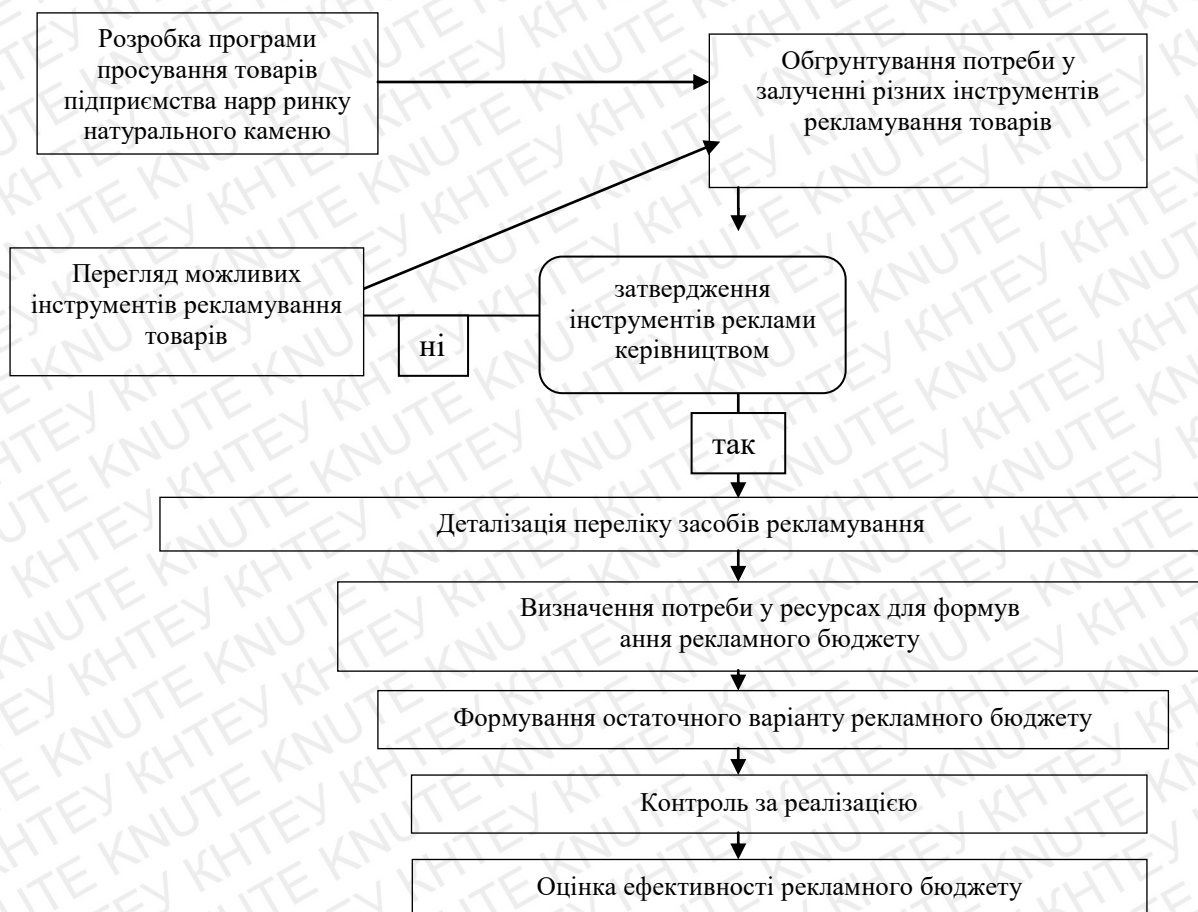 Розробка програми
просування товарів
підприємства нарр ринку
натурального каменю
Обгрунтування потреби у
залученні різних інструментів
рекламування товарів
Перегляд можливих
інструментів рекламування
товарів
ні
затвердження
інструментів реклами
керівництвом
так
Деталізація переліку засобів рекламування
Визначення потреби у ресурсах для формув
ання рекламного бюджету
Формування остаточного варіанту рекламного бюджету
Контроль за реалізацією
Оцінка ефективності рекламного бюджету